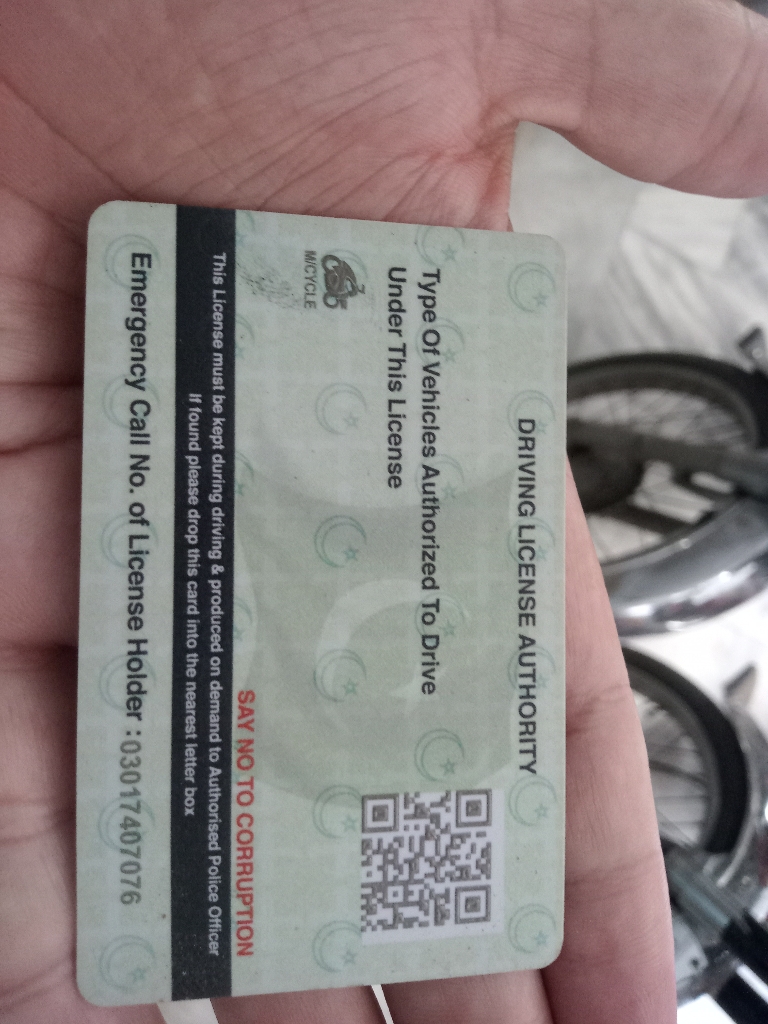 DRIVING LICENSE AUTHORITY
Type Of Vehicles Authorized To Drive
Under This License
M/CYCLE
SAY NO TO CORRUPTION
This License must be kept during driving & produced on demand to Authorised Police Officer
If found please drop this card into the nearest letter box
Emergency Call No. of License Holder : 03017407076